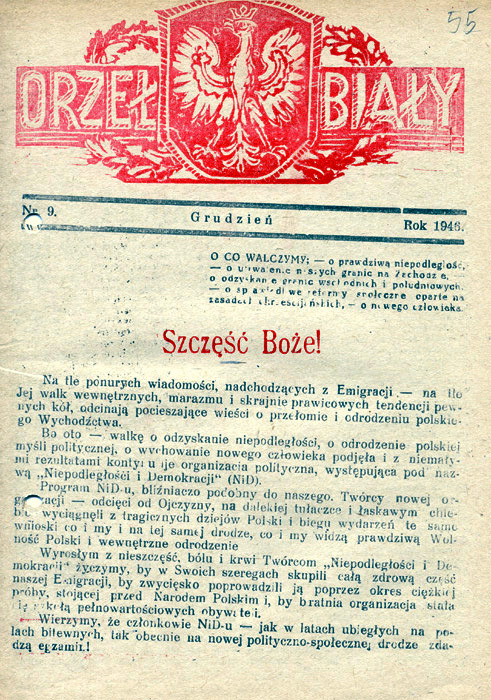 55
ORZEŁ BIAŁY
Nr. 9. Grudzień Rok 1946.
O CO WALCZYMY: — o prawdziwą niepodległość,
— o utrwalenie naszych granic na Zachodzie,
o odzyskanie granic wschodnich i południowych.
— o sprawiedliwe reformy społeczne oparte na
zasadach chrześcijańskich, — o nowego człowieka.
Szczęść Boże!
Na tle ponurych wiadomości, nadchodzących z Emigracji — na tle
Jej walk wewnętrznych, marazmu i skrajnie prawicowych tendencji pew-
nych kół, odcinają pocieszające wieści o przełomie i odrodzeniu polskie-
go Wychodźctwa.
Bo oto — walkę o odzyskanie niepodległości, o odrodzenie polskiej
myśli politycznej, o wychowanie nowego człowieka podjęła i z niemały-
mi rezultatami kontynuuje organizacja polityczna, występująca pod naz-
wą „Niepodległości i Demokracji" (NiD).
Program NiD-u, bliźniaczo podobny do naszego. Twórcy nowej or-
ganizacji — odcięci od Ojczyzny, na dalekiej tułaczce i łaskawym chle-
bie wyciągnęli z tragicznych dziejów Polski i biegu wydarzeń te same
wnioski co i my i na tej samej drodze, co i my widzą prawdziwą Wol-
ność Polski i wewnętrzne odrodzenie
Wyrosłym z nieszczęść, bólu i krwi Twórcom „Niepodległości i De-
mokracji" życzymy, by w Swoich szeregach skupili całą zdrową część
naszej Emigracji, by zwycięsko poprowadzili ją poprzez okres ciężkiej
próby, stojącej przed Narodem Polskim i, by bratnia organizacja stała
się szkołą pełnowartościowych obywateli.
Wierzymy, że członkowie NiD-u — jak w latach ubiegłych na po-
lach bitewnych, tak obecnie na nowej polityczno-społecznej drodze zda-
dzą egzamin!